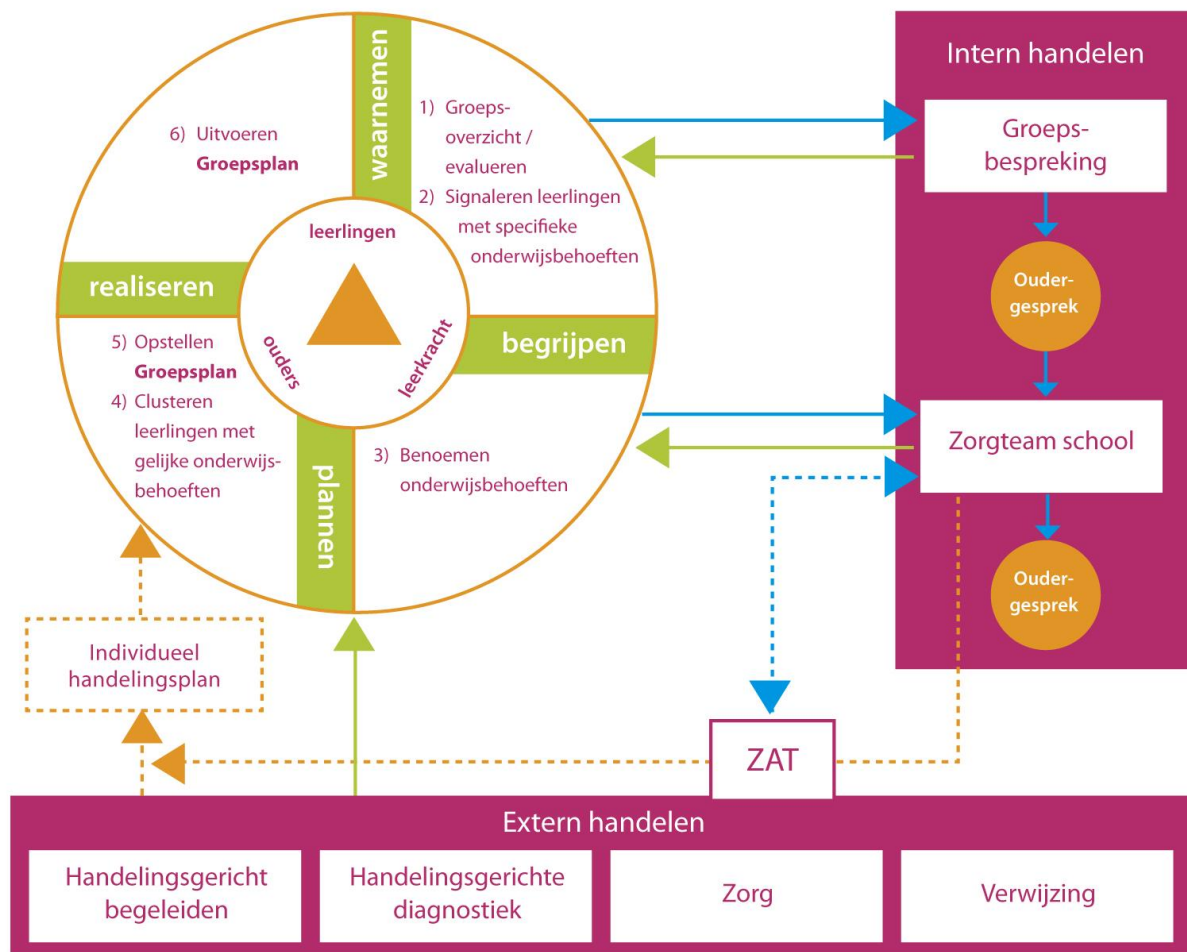 waarnemen
1) Groeps-
overzicht /
evalueren
2) Signaleren leerlingen
met specifieke
onderwijsbehoeften
begrijpen
3) Benoemen
onderwijsbehoeften
plannen
4) Clusteren
leerlingen met
gelijke onderwijs-
behoeften
5) Opstellen
Groepsplan
realiseren
6) Uitvoeren
Groepsplan
leerlingen
leerkracht
ouders
Intern handelen
Groeps-
bespreking
Ouder-
gesprek
Zorgteam school
Ouder-
gesprek
Individueel
handelingsplan
ZAT
Extern handelen
Handelingsgericht
begeleiden
Handelingsgerichte
diagnostiek
Zorg
Verwijzing